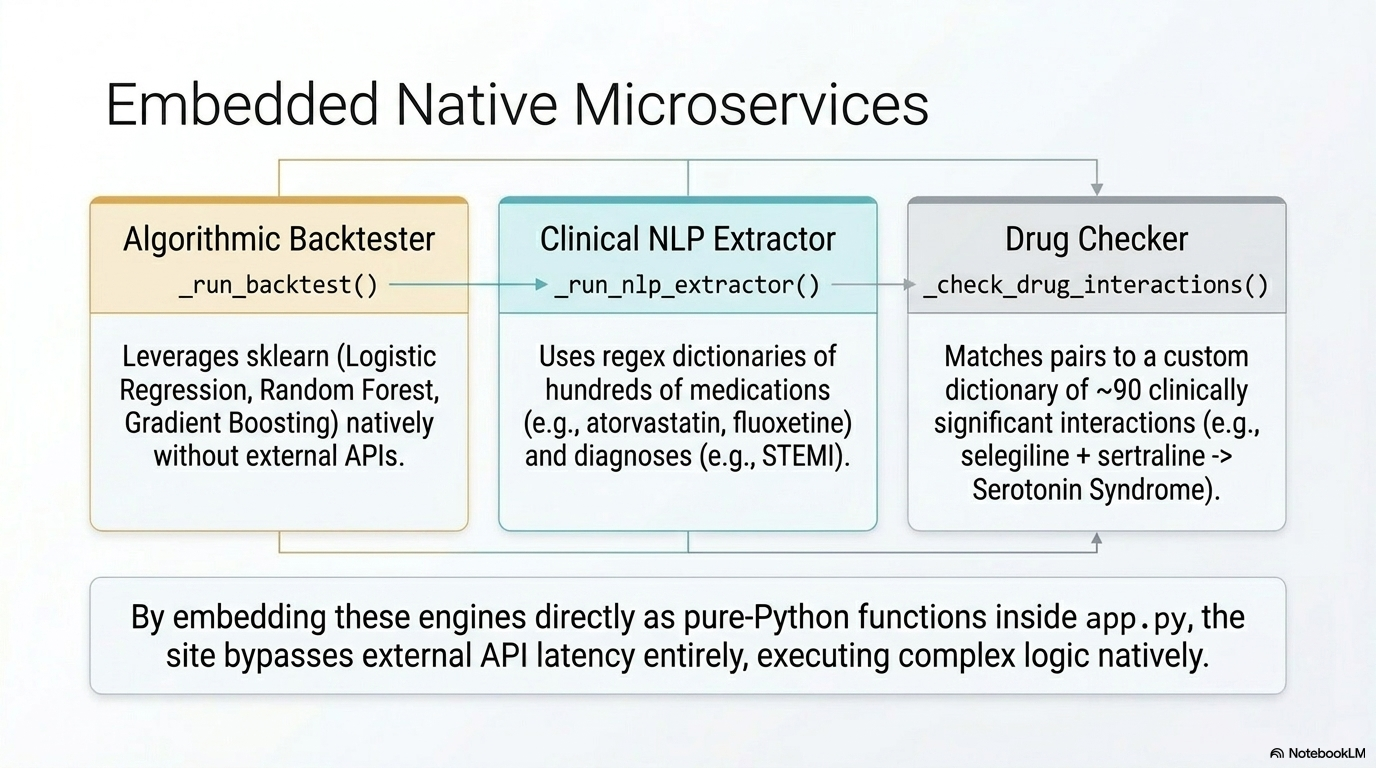 Embedded Native Microservices
Algorithmic Backtester
_run_backtest()
Leverages sklearn (Logistic
Regression, Random Forest,
Gradient Boosting) natively
without external APIs.
Clinical NLP Extractor
_run_nlp_extractor()
Uses regex dictionaries of
hundreds of medications
(e.g., atorvastatin, fluoxetine)
and diagnoses (e.g., STEMI).
Drug Checker
_check_drug_interactions()
Matches pairs to a custom
dictionary of ~90 clinically
significant interactions (e.g.,
selegiline + sertraline ->
Serotonin Syndrome).
By embedding these engines directly as pure-Python functions inside app.py, the
site bypasses external API latency entirely, executing complex logic natively.
NotebookLM